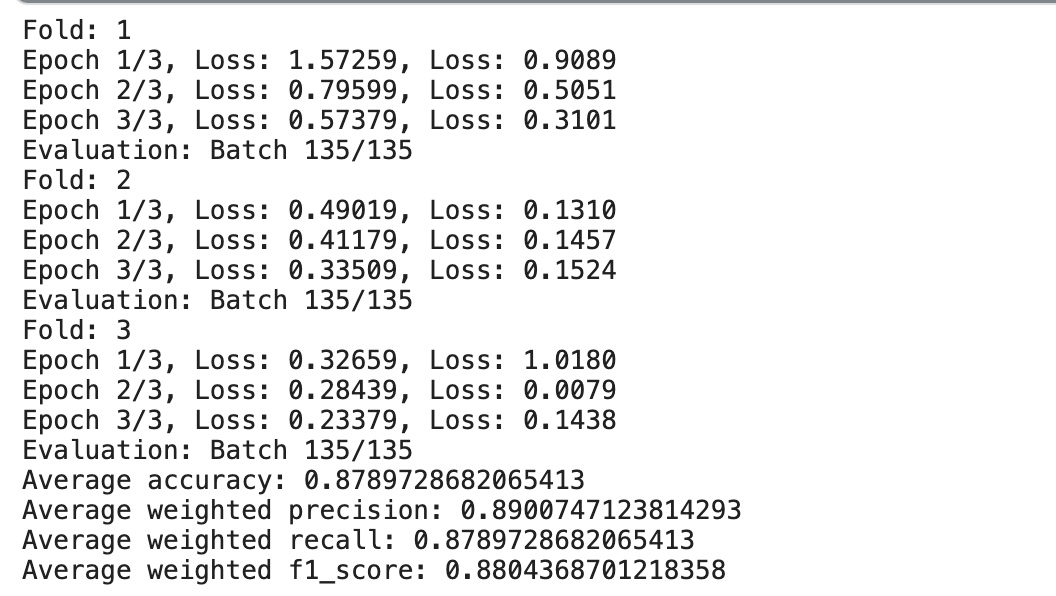 Fold: 1
Epoch 1/3, Loss: 1.57259, Loss: 0.9089
Epoch 2/3, Loss: 0.79599, Loss: 0.5051
Epoch 3/3, Loss: 0.57379, Loss: 0.3101
Evaluation: Batch 135/135
Fold: 2
Epoch 1/3, Loss: 0.49019, Loss: 0.1310
Epoch 2/3, Loss: 0.41179, Loss: 0.1457
Epoch 3/3, Loss: 0.33509, Loss: 0.1524
Evaluation: Batch 135/135
Fold: 3
Epoch 1/3, Loss: 0.32659, Loss: 1.0180
Epoch 2/3, Loss: 0.28439, Loss: 0.0079
Epoch 3/3, Loss: 0.23379, Loss: 0.1438
Evaluation: Batch 135/135
Average accuracy: 0.8789728682065413
Average weighted precision: 0.8900747123814293
Average weighted recall: 0.8789728682065413
Average weighted f1_score: 0.8804368701218358